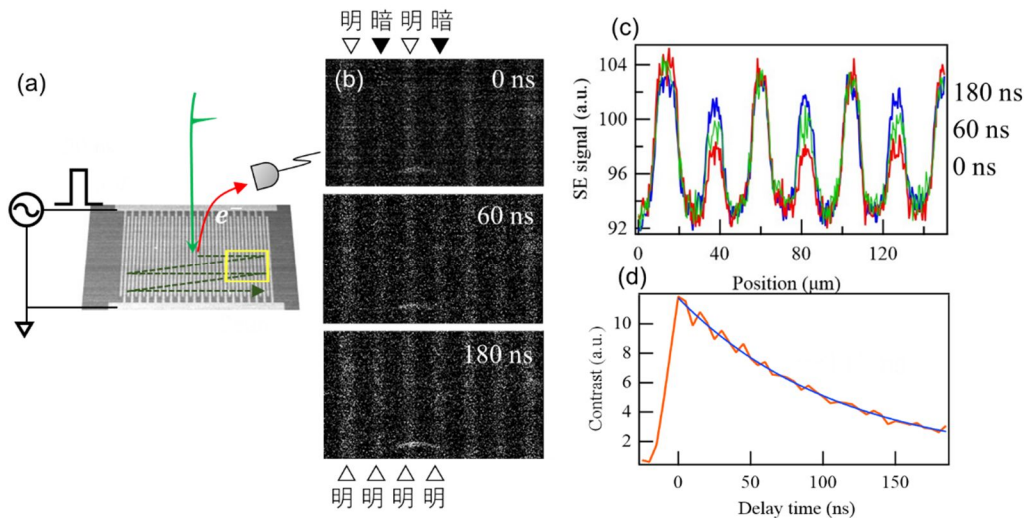 (a)
e⁻
明 暗 明 暗
(b)
0 ns
60 ns
180 ns
明 明 明 明
(c)
SE signal (a.u.)
104
100
96
92
0 40 80 120
Position (μm)
180 ns
60 ns
0 ns
(d)
Contrast (a.u.)
10
8
6
4
2
0 50 100 150
Delay time (ns)